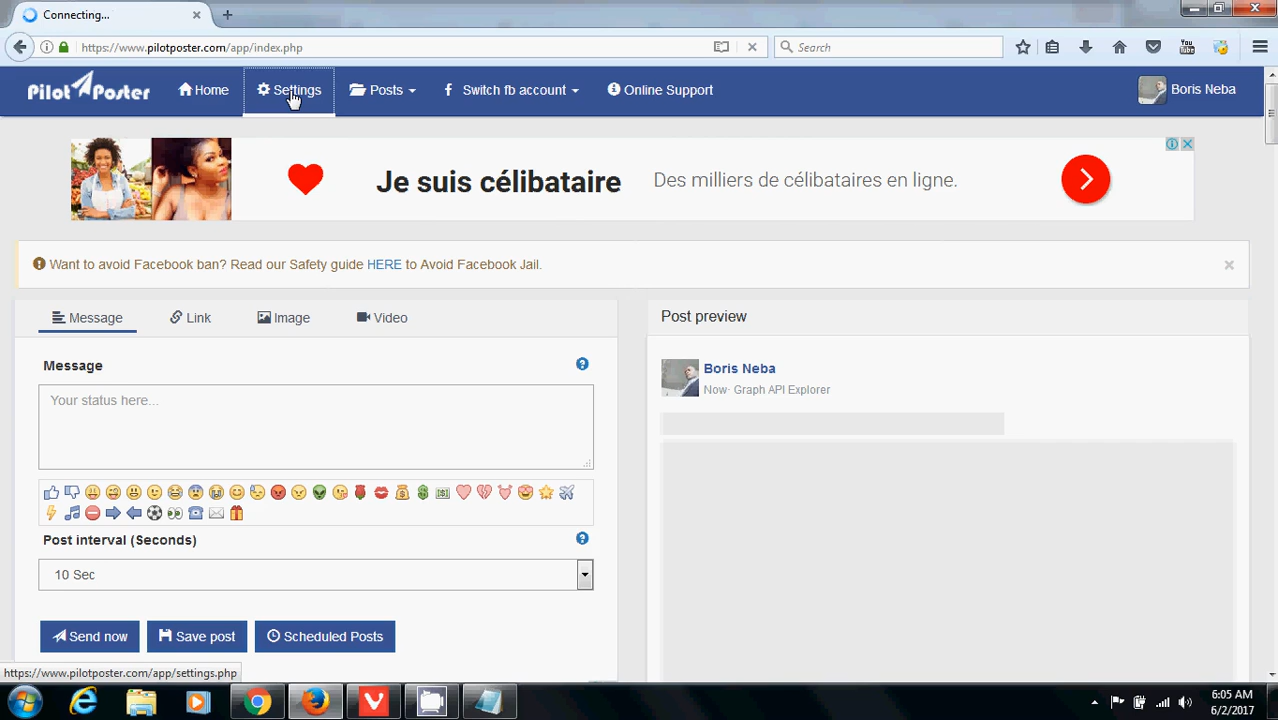 Connecting...
https://www.pilotposter.com/app/index.php
Search
Pilot Poster
Home
Settings
Posts
Switch fb account
Online Support
Boris Neba
Je suis célibataire
Des milliers de célibataires en ligne.
Want to avoid Facebook ban? Read our Safety guide HERE to Avoid Facebook Jail.
×
Message
Link
Image
Video
Post preview
Message
Your status here...
Boris Neba
Now· Graph API Explorer
Post interval (Seconds)
10 Sec
Send now
Save post
Scheduled Posts
https://www.pilotposter.com/app/settings.php
6:05 AM
6/2/2017